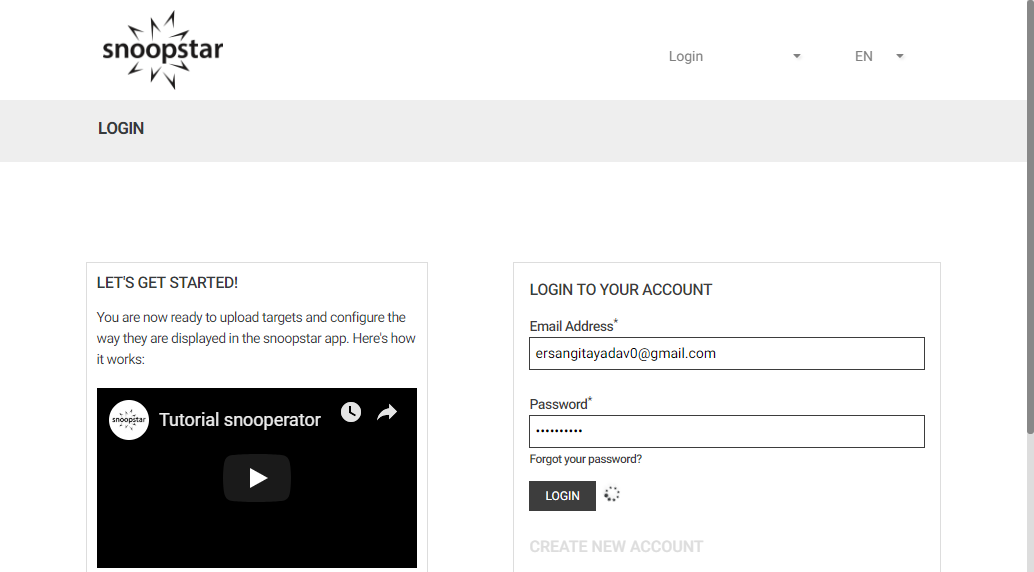 snoopstar
Login
EN
LOGIN
LET'S GET STARTED!
You are now ready to upload targets and configure the
way they are displayed in the snoopstar app. Here's how
it works:
snoopstar
Tutorial snooperator
LOGIN TO YOUR ACCOUNT
Email Address*
ersangitayadav0@gmail.com
Password*
••••••••••
Forgot your password?
LOGIN
CREATE NEW ACCOUNT